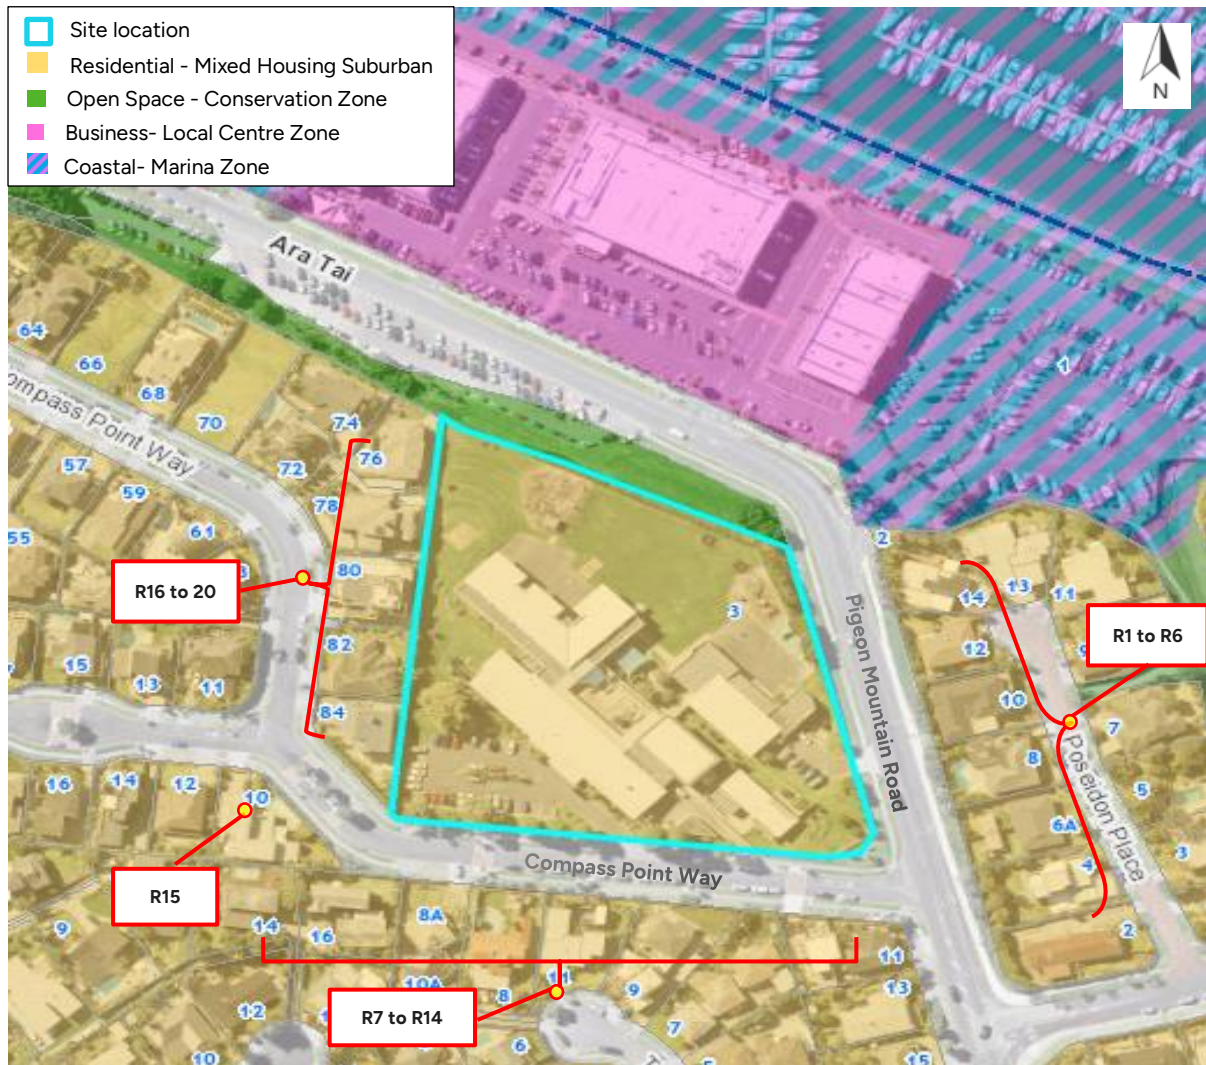 Site location
Residential - Mixed Housing Suburban
Open Space - Conservation Zone
Business- Local Centre Zone
Coastal- Marina Zone
N
Ara Tai
64
66
68
70
74
76
72
78
Compass Point Way
57
59
61
55
80
82
84
R16 to 20
15
13
11
16
14
12
10
R15
3
2
Pigeon Mountain Road
14
13
11
12
10
R1 to R6
7
8
5
6A
4
3
2
Poseidon Place
1
Compass Point Way
9
14
16
8A
11
13
10A
8
11
9
12
R7 to R14
7
6
10
15